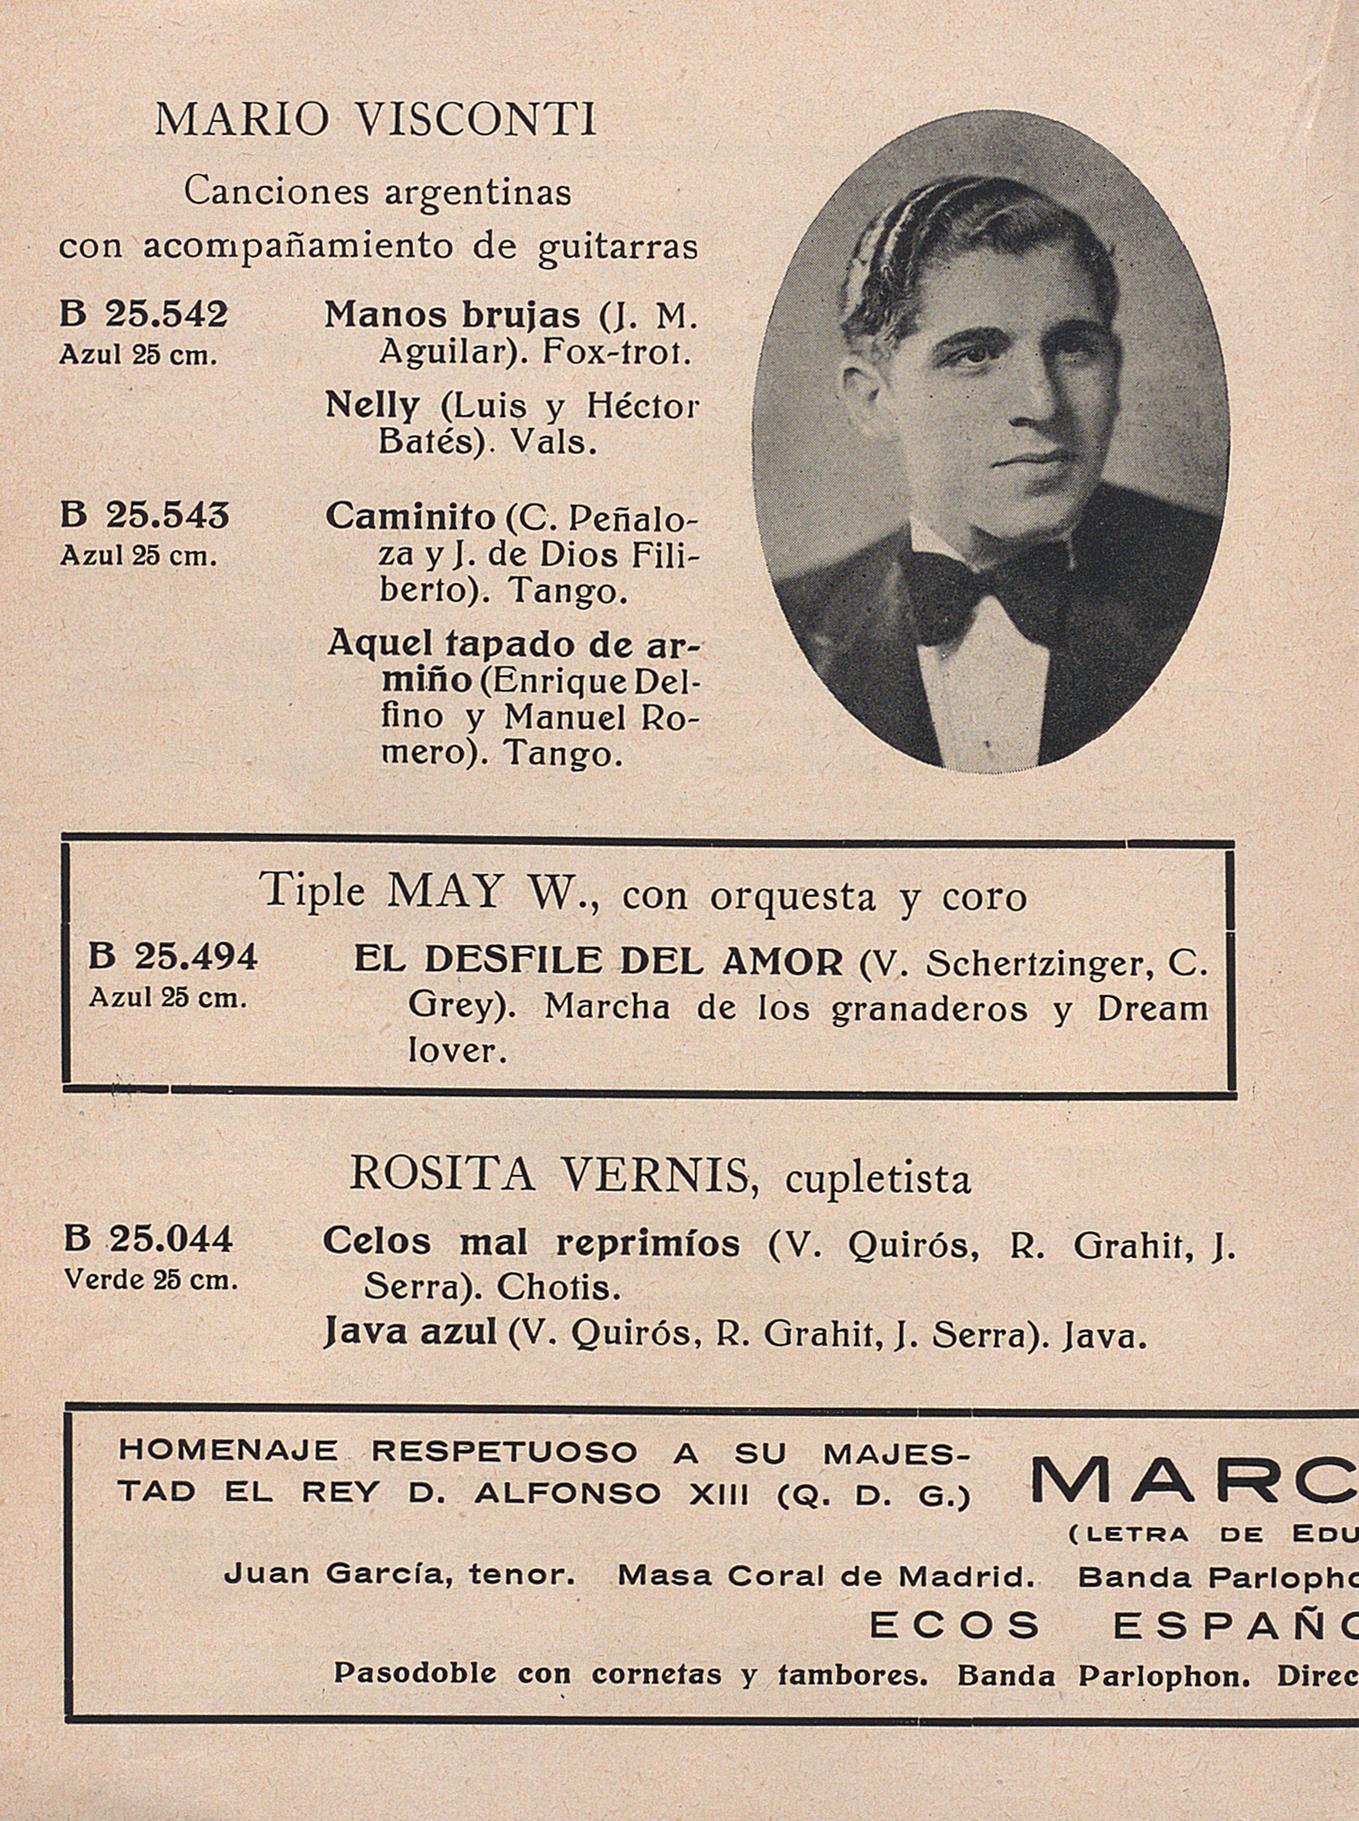 MARIO VISCONTI
Canciones argentinas
con acompañamiento de guitarras
B 25.542
Azul 25 cm.
Manos brujas (J. M.
Aguilar). Fox-trot.
Nelly (Luis y Héctor
Batés). Vals.
B 25.543
Azul 25 cm.
Caminito (C. Peñalo-
za y J. de Dios Fili-
berto). Tango.
Aquel tapado de ar-
miño (Enrique Del-
fino y Manuel Ro-
mero). Tango.
Tiple MAY W., con orquesta y coro
B 25.494
Azul 25 cm.
EL DESFILE DEL AMOR (V. Schertzinger, C.
Grey). Marcha de los granaderos y Dream
lover.
ROSITA VERNIS, cupletista
B 25.044
Verde 25 cm.
Celos mal reprimíos (V. Quirós, R. Grahit, J.
Serra). Chotis.
Java azul (V. Quirós, R. Grahit, J. Serra). Java.
HOMENAJE RESPETUOSO A SU MAJES-
TAD EL REY D. ALFONSO XIII (Q. D. G.)
MARC
(LETRA DE EDU
Juan García, tenor. Masa Coral de Madrid. Banda Parlopho
ECOS ESPAÑO
Pasodoble con cornetas y tambores. Banda Parlophon. Direc